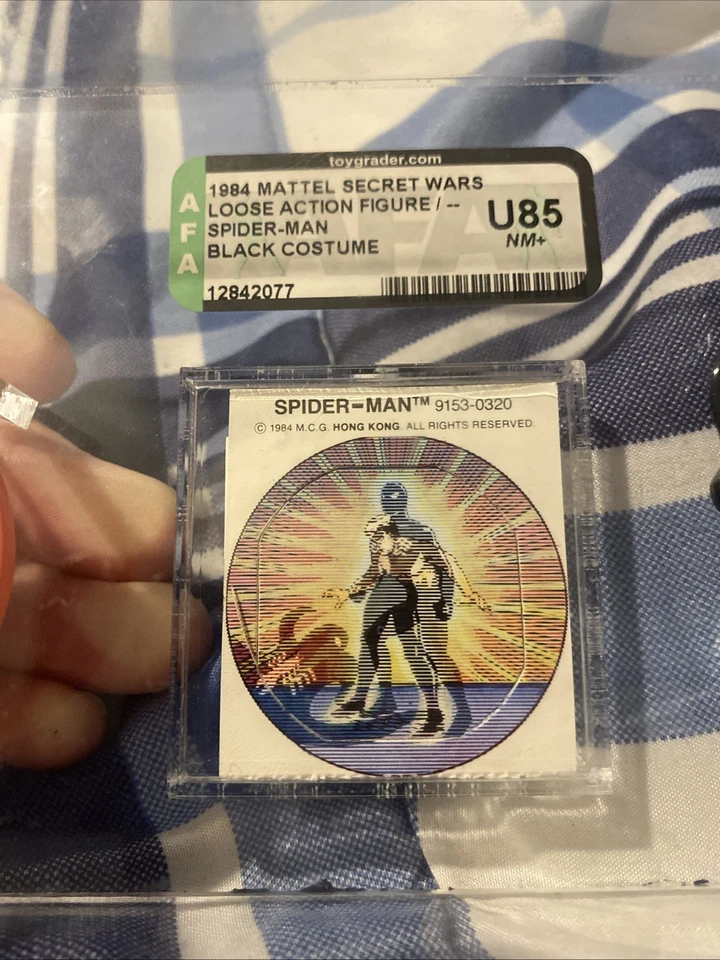 toygrader.com
AFA
1984 MATTEL SECRET WARS
LOOSE ACTION FIGURE / --
SPIDER-MAN
BLACK COSTUME
U85
NM+
12842077
SPIDER-MAN™ 9153-0320
© 1984 M.C.G. HONG KONG. ALL RIGHTS RESERVED.